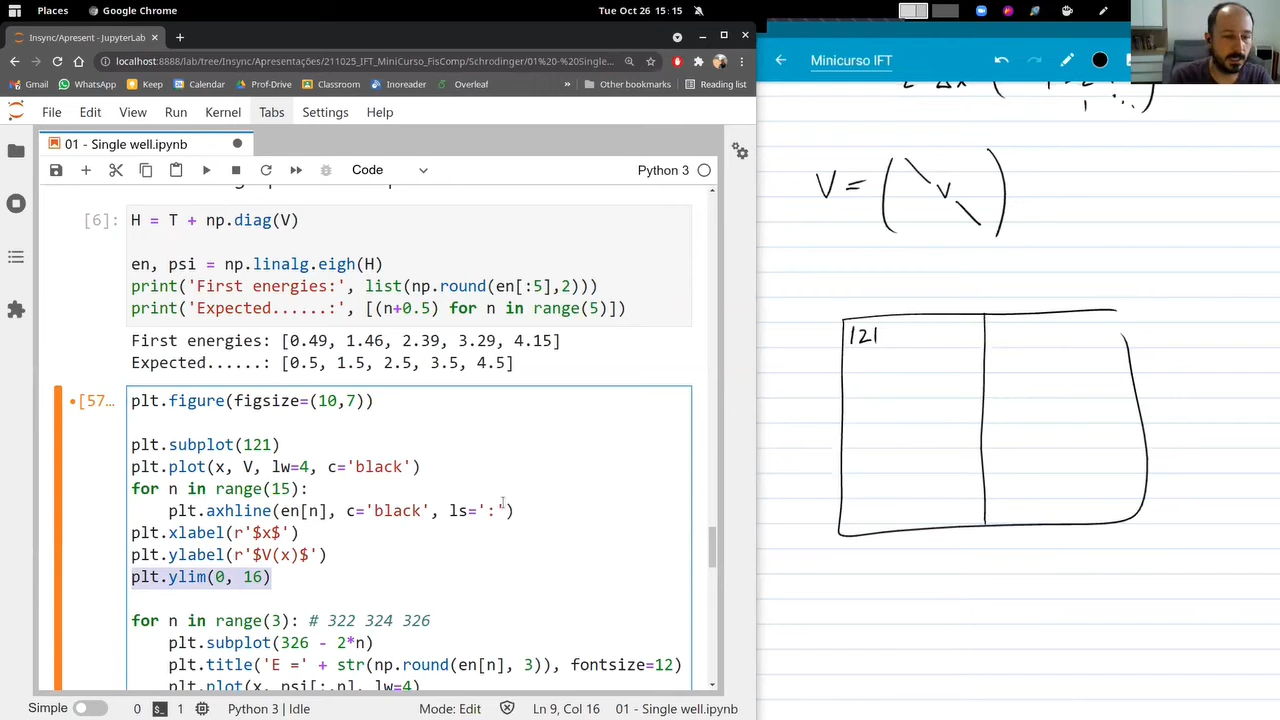 Places
Google Chrome
Tue Oct 26 15:15
Insync/Apresent - JupyterLab
localhost:8888/lab/tree/Insync/Apresentações/211025_IFT_MiniCurso_FisComp/Schrodinger/01%20-%20Single...
Gmail WhatsApp Keep Calendar Prof-Drive Classroom Inoreader Overleaf » Other bookmarks Reading list
File Edit View Run Kernel Tabs Settings Help
01 - Single well.ipynb
Code
Python 3
[6]:
H = T + np.diag(V)
en, psi = np.linalg.eigh(H)
print('First energies:', list(np.round(en[:5],2)))
print('Expected......:', [(n+0.5) for n in range(5)])
First energies: [0.49, 1.46, 2.39, 3.29, 4.15]
Expected......: [0.5, 1.5, 2.5, 3.5, 4.5]
[57…
plt.figure(figsize=(10,7))
plt.subplot(121)
plt.plot(x, V, lw=4, c='black')
for n in range(15):
plt.axhline(en[n], c='black', ls=':')
plt.xlabel(r'$x$')
plt.ylabel(r'$V(x)$')
plt.ylim(0, 16)
for n in range(3): # 322 324 326
plt.subplot(326 - 2*n)
plt.title('E =' + str(np.round(en[n], 3)), fontsize=12)
plt.plot(x, psi[:,n], lw=4)
Simple 0 1 Python 3 | Idle Mode: Edit Ln 9, Col 16 01 - Single well.ipynb
Minicurso IFT
V = ( V )
121